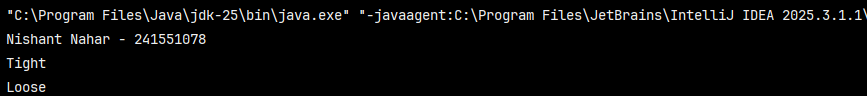 "C:\Program Files\Java\jdk-25\bin\java.exe" "-javaagent:C:\Program Files\JetBrains\IntelliJ IDEA 2025.3.1.1\
Nishant Nahar - 241551078
Tight
Loose